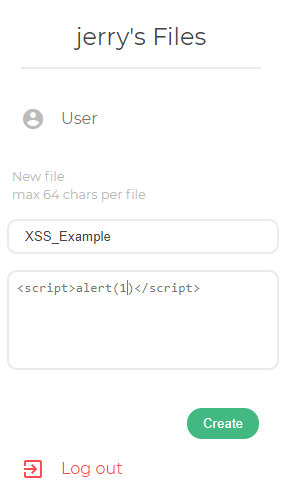 jerry's Files
User
New file
max 64 chars per file
XSS_Example
<script>alert(1)</script>
Create
Log out